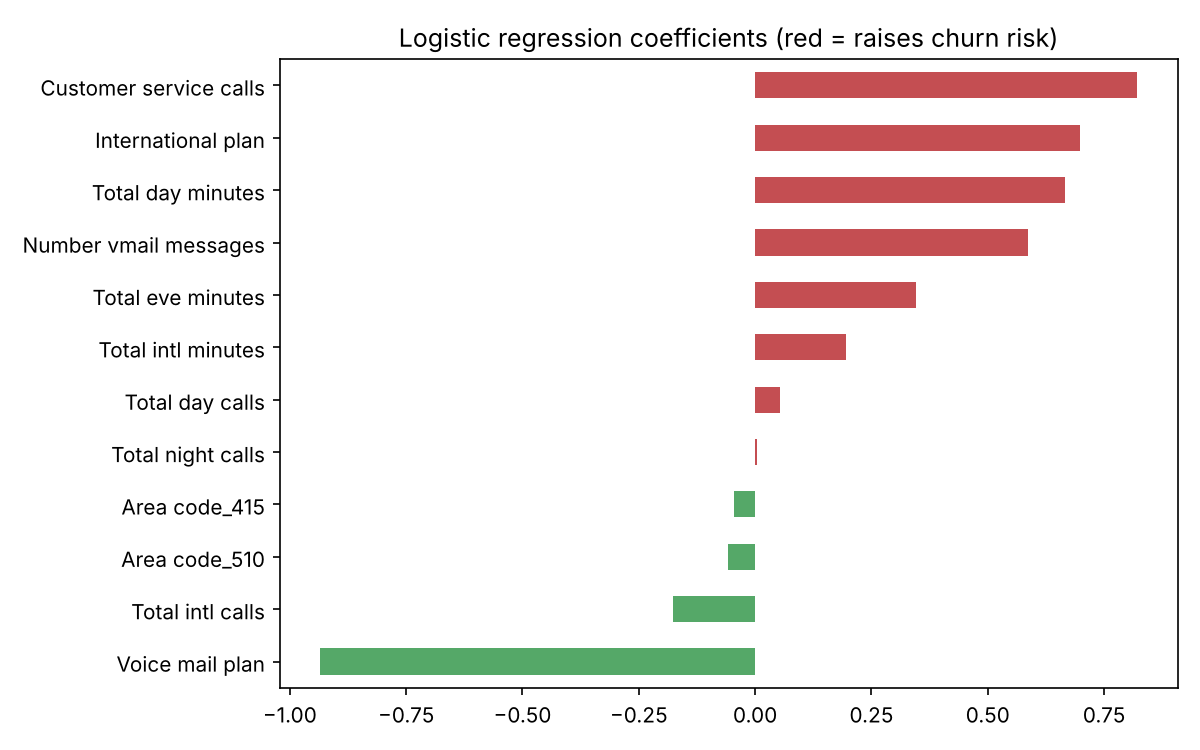 Logistic regression coefficients (red = raises churn risk)
Customer service calls
International plan
Total day minutes
Number vmail messages
Total eve minutes
Total intl minutes
Total day calls
Total night calls
Area code_415
Area code_510
Total intl calls
Voice mail plan
−1.00 −0.75 −0.50 −0.25 0.00 0.25 0.50 0.75